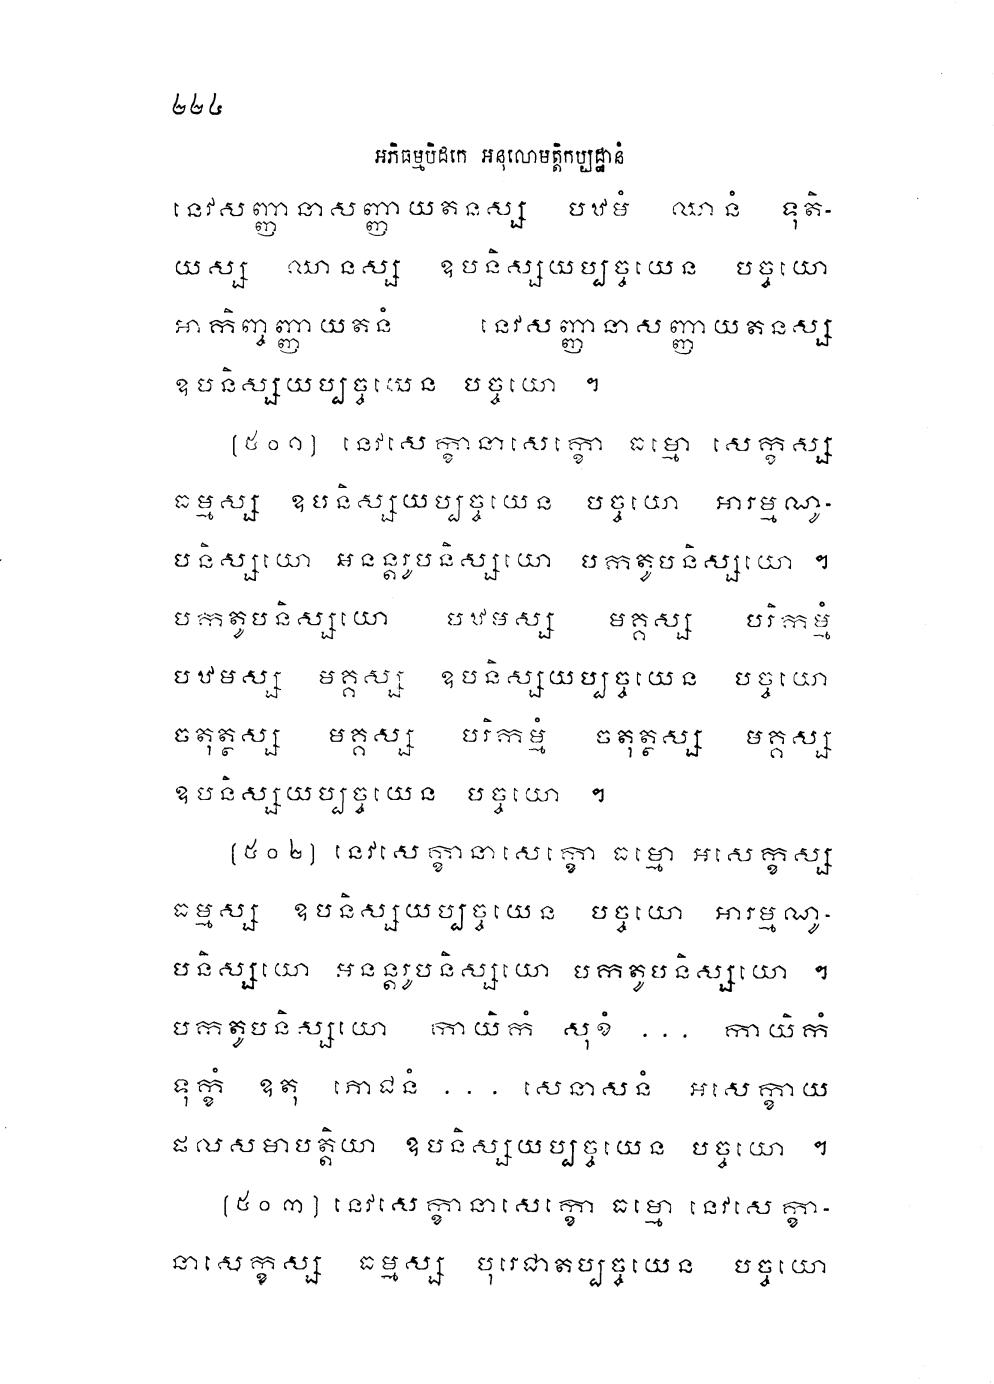 ២២៤
អភិធម្មបិដកេ អនុលោមត្តិកប្បដ្ឋានំ
នេវសញ្ញានាសញ្ញាយតនស្ស បឋមំ ឈានំ ទុតិ-
យស្ស ឈានស្ស ឧបនិស្សយប្បច្ចយេន បច្ចយោ
អាកិញ្ចញ្ញាយតនំ នេវសញ្ញានាសញ្ញាយតនស្ស
ឧបនិស្សយប្បច្ចយេន បច្ចយោ ។
(៥០១) នេវសេក្ខានាសេក្ខោ ធម្មោ សេក្ខស្ស
ធម្មស្ស ឧបនិស្សយប្បច្ចយេន បច្ចយោ អារម្មណូ-
បនិស្សយោ អនន្តរូបនិស្សយោ បកតូបនិស្សយោ ។
បកតូបនិស្សយោ បឋមស្ស មគ្គស្ស បរិកម្មំ
បឋមស្ស មគ្គស្ស ឧបនិស្សយប្បច្ចយេន បច្ចយោ
ចតុត្ថស្ស មគ្គស្ស បរិកម្មំ ចតុត្ថស្ស មគ្គស្ស
ឧបនិស្សយប្បច្ចយេន បច្ចយោ ។
(៥០២) នេវសេក្ខានាសេក្ខោ ធម្មោ អសេក្ខស្ស
ធម្មស្ស ឧបនិស្សយប្បច្ចយេន បច្ចយោ អារម្មណូ-
បនិស្សយោ អនន្តរូបនិស្សយោ បកតូបនិស្សយោ ។
បកតូបនិស្សយោ កាយិកំ សុខំ ... កាយិកំ
ទុក្ខំ ឧតុ ភោជនំ ... សេនាសនំ អសេក្ខាយ
ផលសមាបត្តិយា ឧបនិស្សយប្បច្ចយេន បច្ចយោ ។
(៥០៣) នេវសេក្ខានាសេក្ខោ ធម្មោ នេវសេក្ខា-
នាសេក្ខស្ស ធម្មស្ស បុរេជាតប្បច្ចយេន បច្ចយោ